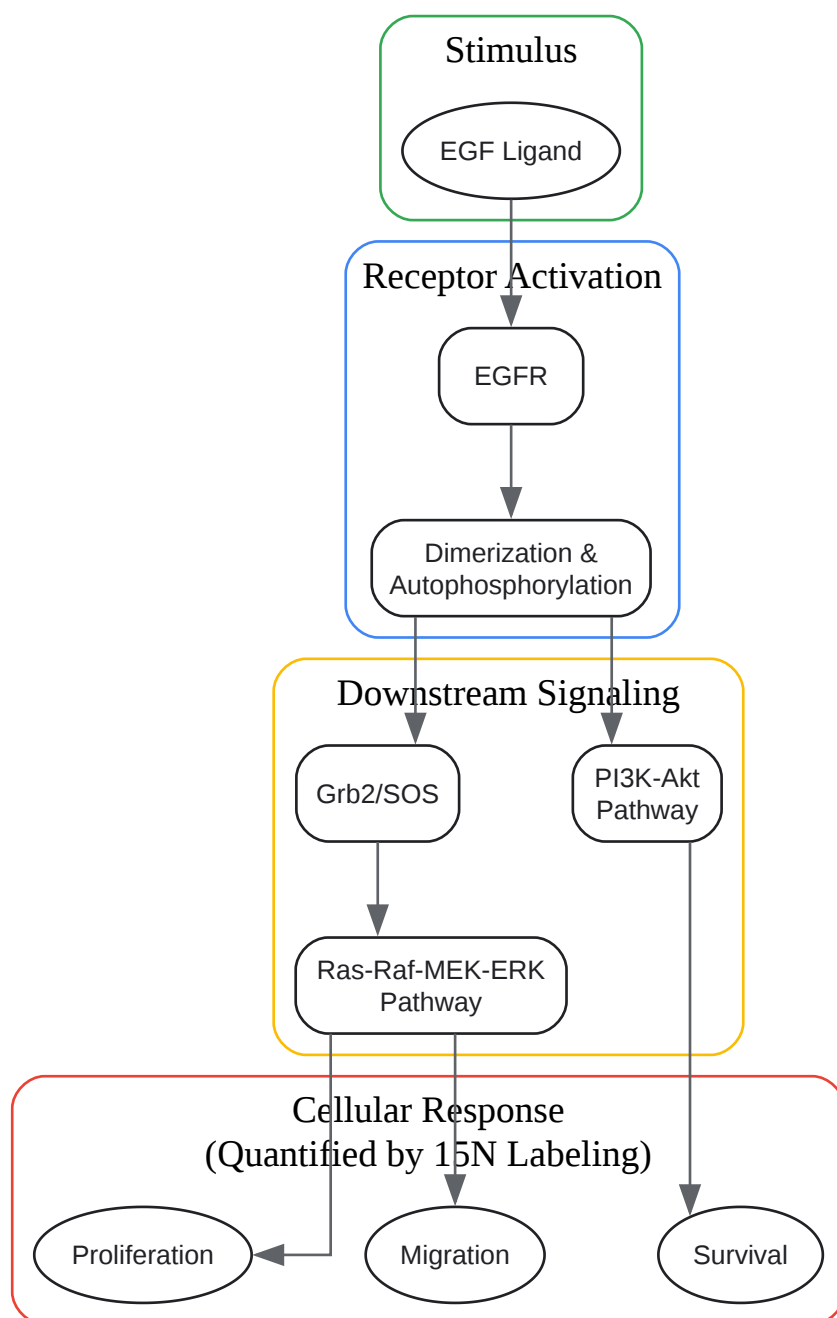 Stimulus
EGF Ligand
Receptor Activation
EGFR
Dimerization &
Autophosphorylation
Downstream Signaling
Grb2/SOS
PI3K-Akt
Pathway
Ras-Raf-MEK-ERK
Pathway
Cellular Response
(Quantified by 15N Labeling)
Proliferation
Migration
Survival